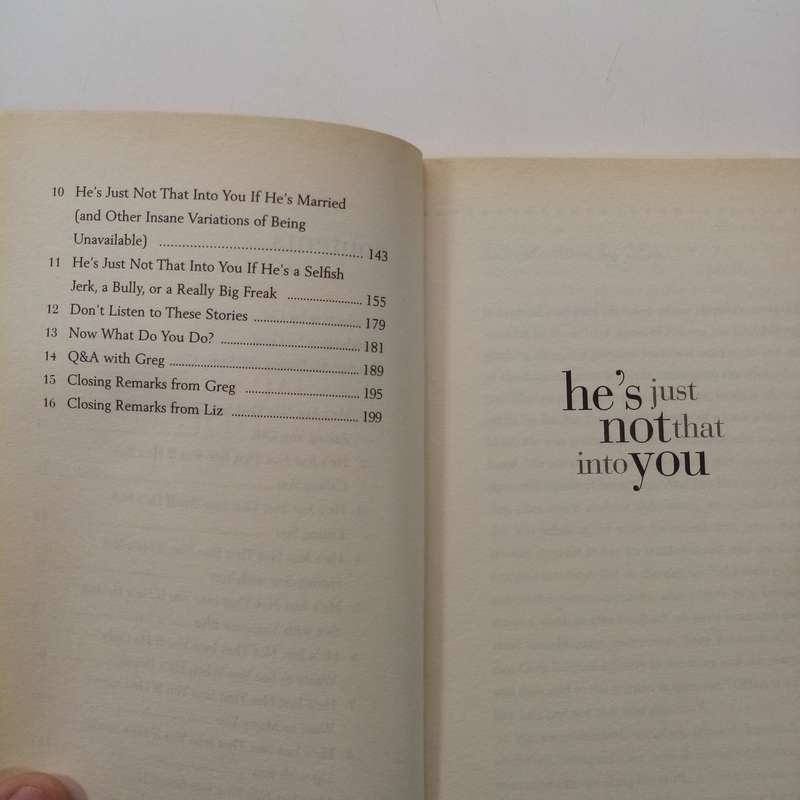 10 He's Just Not That Into You If He's Married
(and Other Insane Variations of Being
Unavailable) ........................................................ 143
11 He's Just Not That Into You If He's a Selfish
Jerk, a Bully, or a Really Big Freak ..................... 155
12 Don't Listen to These Stories .............................. 179
13 Now What Do You Do? ........................................ 181
14 Q&A with Greg ...................................................... 189
15 Closing Remarks from Greg ................................ 195
16 Closing Remarks from Liz ................................... 199
he's just
not that
into you